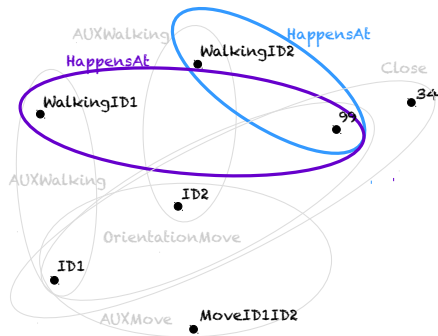 AUXWalking
HappensAt
WalkingID2
HappensAt
Close
WalkingID1
99
34
AUXWalking
ID2
OrientationMove
ID1
AUXMove
MoveID1ID2